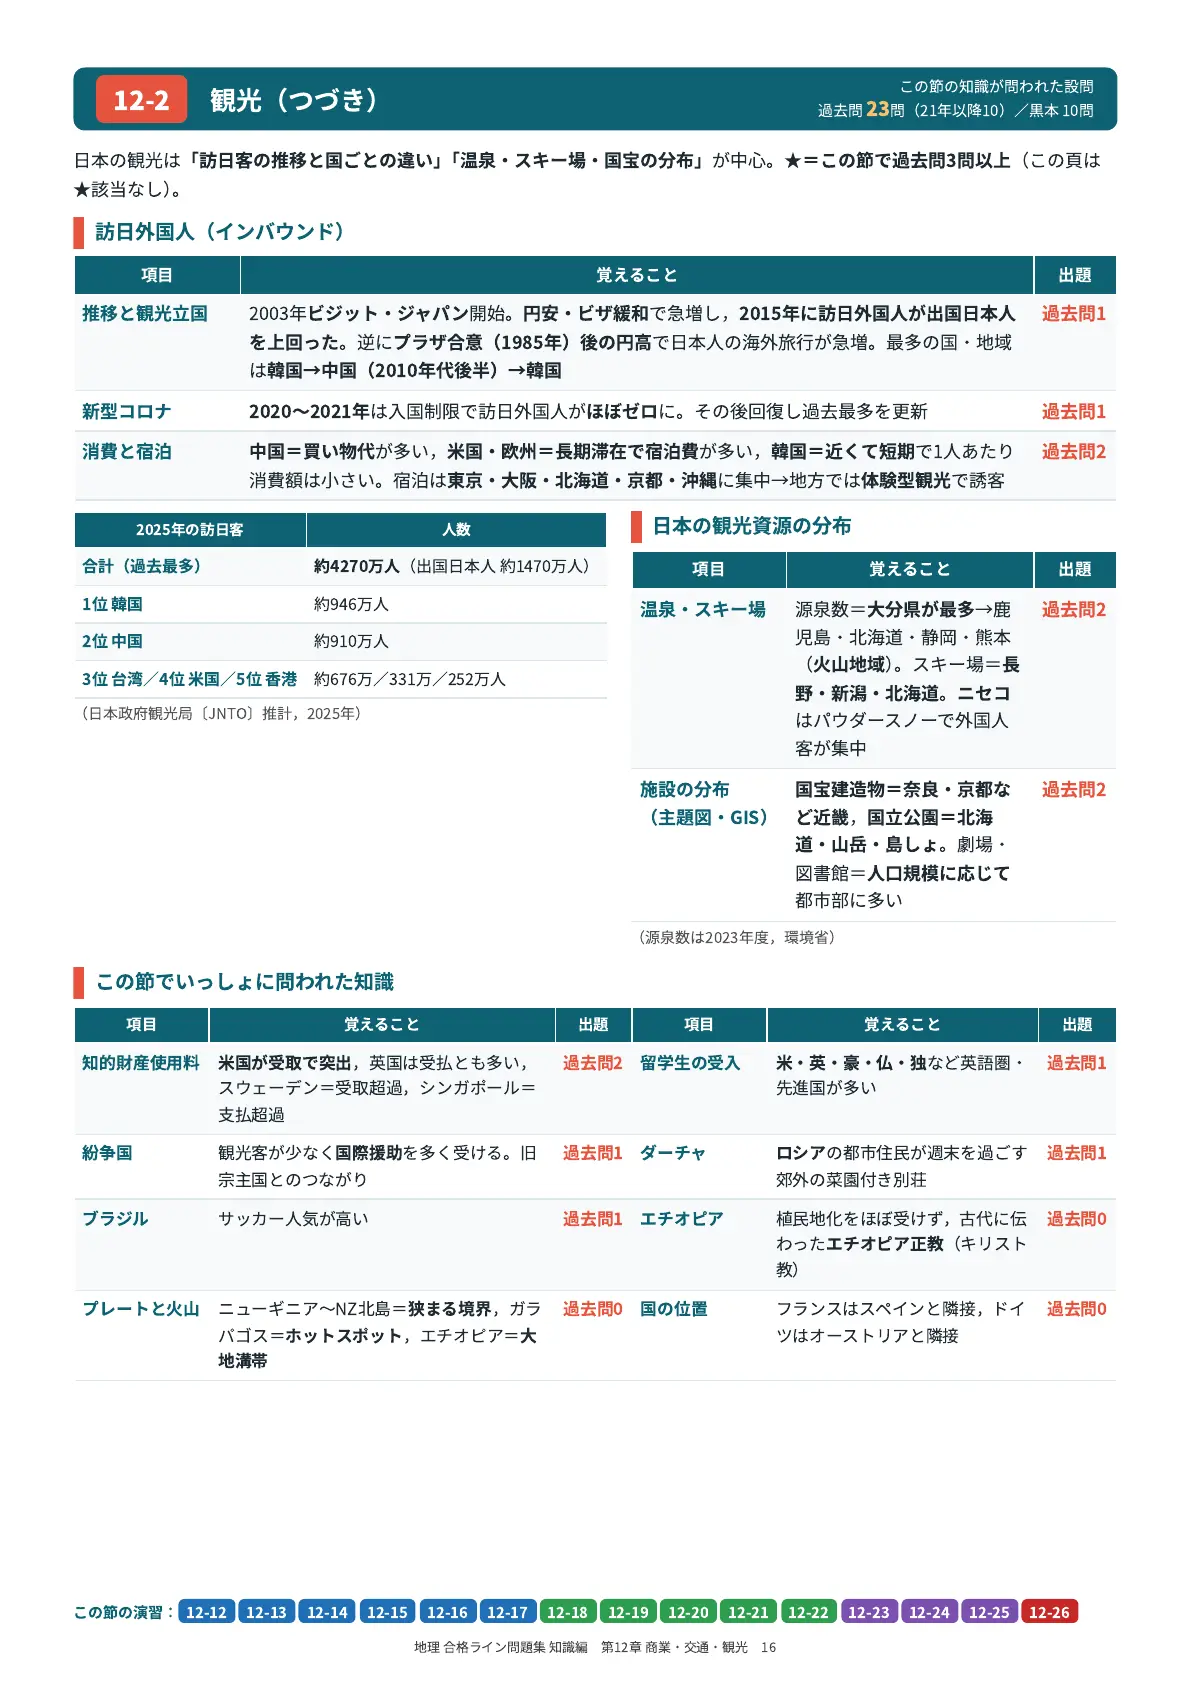 12-2 観光（つづき）
この節の知識が問われた設問
過去問 23問（21年以降10）／黒本 10問
日本の観光は「訪日客の推移と国ごとの違い」「温泉・スキー場・国宝の分布」が中心。★＝この節で過去問3問以上（この頁は
★該当なし）。
訪日外国人（インバウンド）
項目 覚えること 出題
推移と観光立国 2003年ビジット・ジャパン開始。円安・ビザ緩和で急増し，2015年に訪日外国人が出国日本人 過去問1
を上回った。逆にプラザ合意（1985年）後の円高で日本人の海外旅行が急増。最多の国・地域
は韓国→中国（2010年代後半）→韓国
新型コロナ 2020～2021年は入国制限で訪日外国人がほぼゼロに。その後回復し過去最多を更新 過去問1
消費と宿泊 中国＝買い物代が多い，米国・欧州＝長期滞在で宿泊費が多い，韓国＝近くて短期で1人あたり 過去問2
消費額は小さい。宿泊は東京・大阪・北海道・京都・沖縄に集中→地方では体験型観光で誘客
2025年の訪日客 人数
合計（過去最多） 約4270万人（出国日本人 約1470万人）
1位 韓国 約946万人
2位 中国 約910万人
3位 台湾／4位 米国／5位 香港 約676万／331万／252万人
（日本政府観光局〔JNTO〕推計，2025年）
日本の観光資源の分布
項目 覚えること 出題
温泉・スキー場 源泉数＝大分県が最多→鹿 過去問2
児島・北海道・静岡・熊本
（火山地域）。スキー場＝長
野・新潟・北海道。ニセコ
はパウダースノーで外国人
客が集中
施設の分布 国宝建造物＝奈良・京都な 過去問2
（主題図・GIS） ど近畿，国立公園＝北海
道・山岳・島しょ。劇場・
図書館＝人口規模に応じて
都市部に多い
（源泉数は2023年度，環境省）
この節でいっしょに問われた知識
項目 覚えること 出題 項目 覚えること 出題
知的財産使用料 米国が受取で突出，英国は受払とも多い， 過去問2 留学生の受入 米・英・豪・仏・独など英語圏・ 過去問1
スウェーデン＝受取超過，シンガポール＝ 先進国が多い
支払超過
紛争国 観光客が少なく国際援助を多く受ける。旧 過去問1 ダーチャ ロシアの都市住民が週末を過ごす 過去問1
宗主国とのつながり 郊外の菜園付き別荘
ブラジル サッカー人気が高い 過去問1 エチオピア 植民地化をほぼ受けず，古代に伝 過去問0
わったエチオピア正教（キリスト
教）
プレートと火山 ニューギニア～NZ北島＝狭まる境界，ガラ 過去問0 国の位置 フランスはスペインと隣接，ドイ 過去問0
パゴス＝ホットスポット，エチオピア＝大 ツはオーストリアと隣接
地溝帯
この節の演習： 12-12 12-13 12-14 12-15 12-16 12-17 12-18 12-19 12-20 12-21 12-22 12-23 12-24 12-25 12-26
地理 合格ライン問題集 知識編 第12章 商業・交通・観光 16